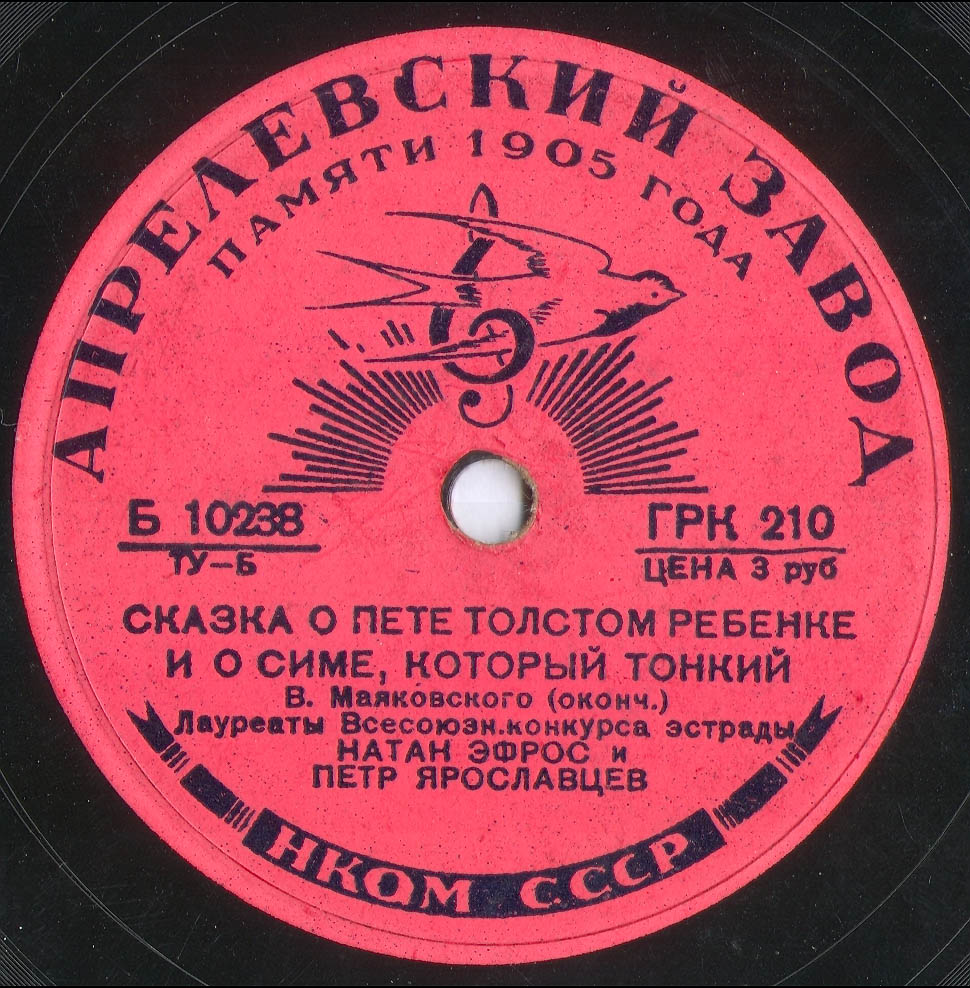 АПРЕЛЕВСКИЙ ЗАВОД
ПАМЯТИ 1905 ГОДА
Б 10238
ТУ-Б
ГРК 210
ЦЕНА 3 руб
СКАЗКА О ПЕТЕ ТОЛСТОМ РЕБЕНКЕ
И О СИМЕ, КОТОРЫЙ ТОНКИЙ
В. Маяковского (оконч.)
Лауреаты Всесоюзн.конкурса эстрады
НАТАН ЭФРОС и
ПЕТР ЯРОСЛАВЦЕВ
НКОМ СССР